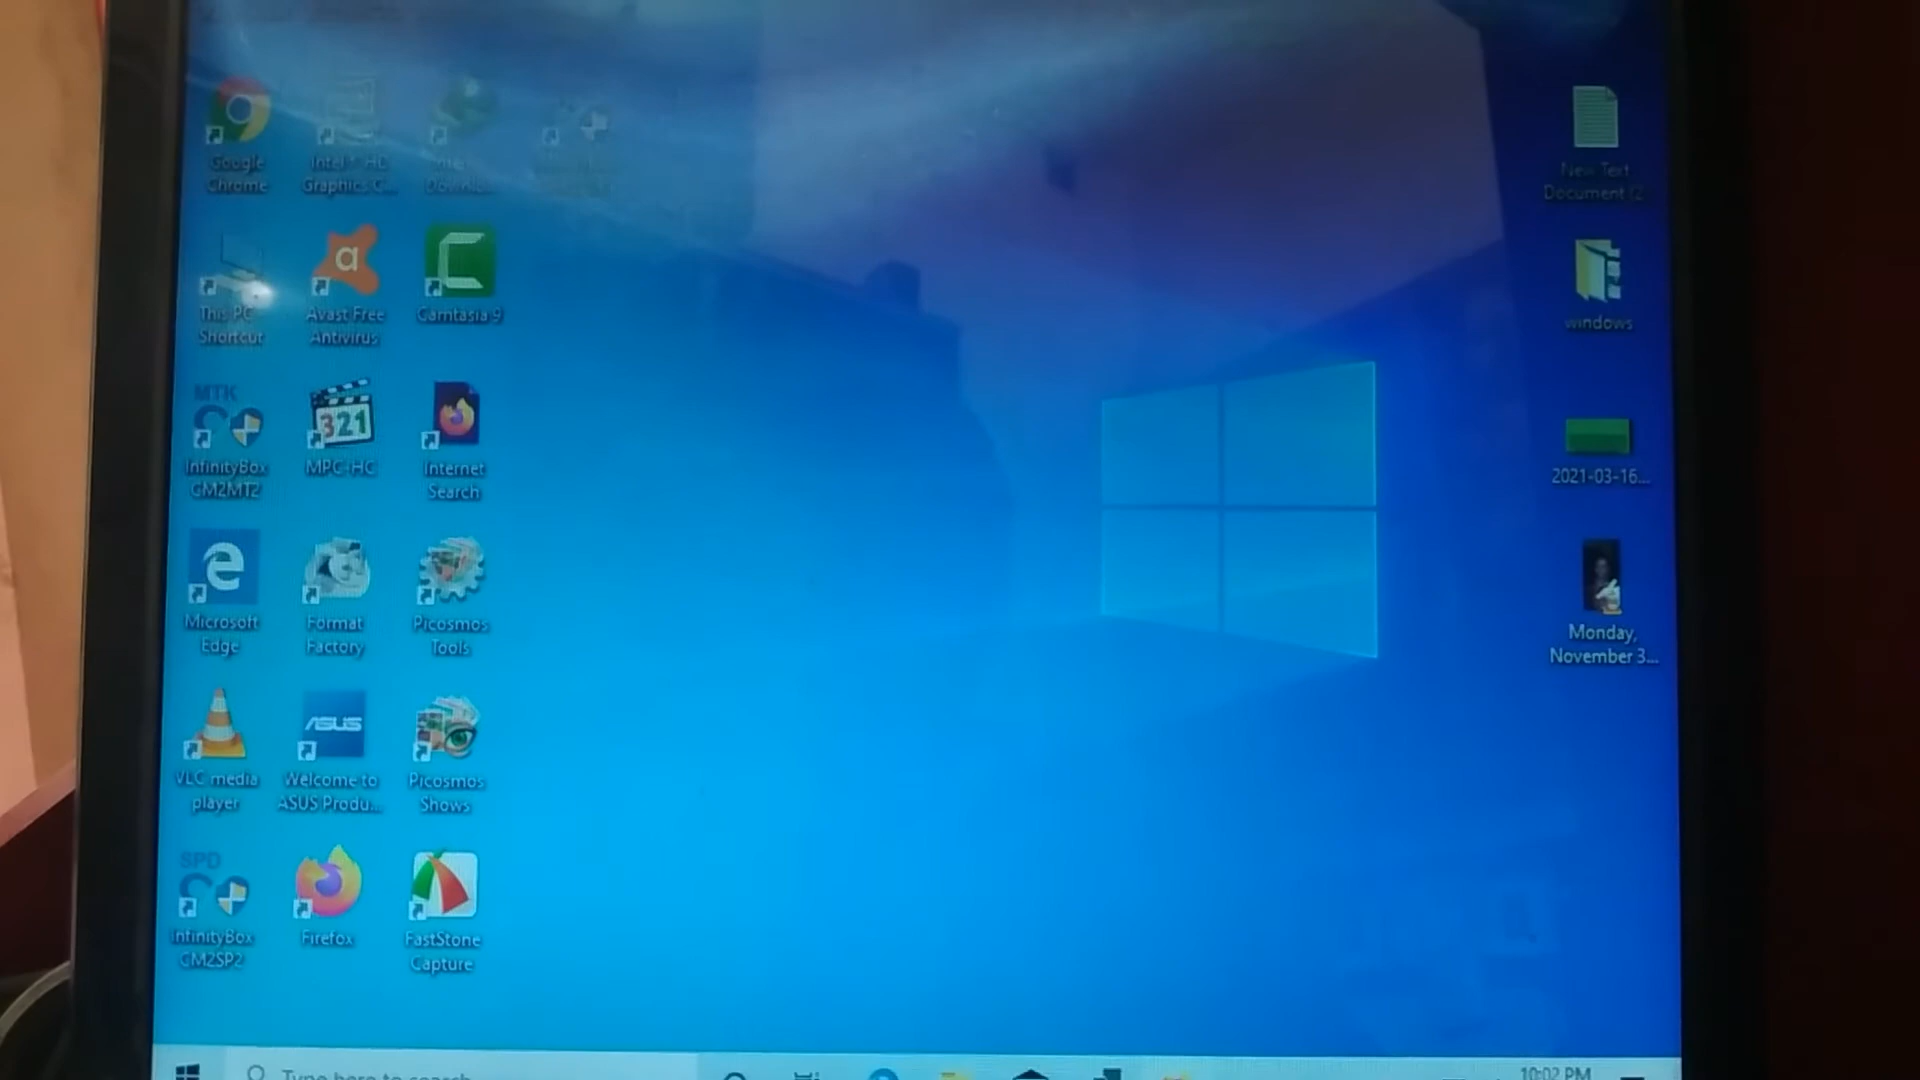 Google
Chrome
Intel® HD
Graphics C...
Downlo...
New Text
Document (2
This PC
Shortcut
a
Avast Free
Antivirus
C
Camtasia 9
windows
MTK
InfinityBox
CM2MT2
321
MPC-HC
Internet
Search
2021-03-16...
e
Microsoft
Edge
Format
Factory
Picosmos
Tools
Monday,
November 3...
VLC media
player
ASUS
Welcome to
ASUS Produ...
Picosmos
Shows
SPD
InfinityBox
CM2SP2
Firefox
FastStone
Capture
Type here to search
10:02 PM